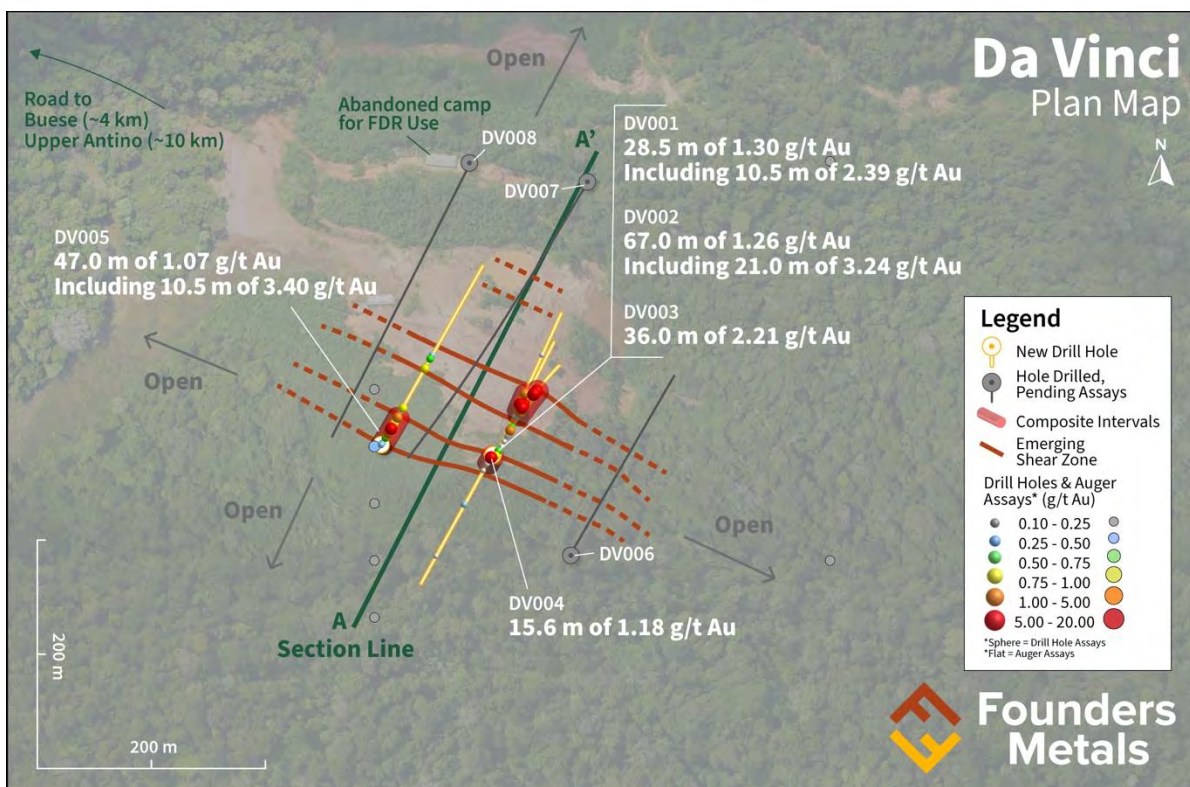 Da Vinci
Plan Map
N
Open
Road to
Buese (~4 km)
Upper Antino (~10 km)
Abandoned camp
for FDR Use
DV008
A'
DV007
DV001
28.5 m of 1.30 g/t Au
Including 10.5 m of 2.39 g/t Au
DV002
67.0 m of 1.26 g/t Au
Including 21.0 m of 3.24 g/t Au
DV003
36.0 m of 2.21 g/t Au
DV005
47.0 m of 1.07 g/t Au
Including 10.5 m of 3.40 g/t Au
Open
Open
Open
DV006
DV004
15.6 m of 1.18 g/t Au
A
Section Line
200 m
200 m
Legend
New Drill Hole
Hole Drilled,
Pending Assays
Composite Intervals
Emerging
Shear Zone
Drill Holes & Auger
Assays* (g/t Au)
0.10 - 0.25
0.25 - 0.50
0.50 - 0.75
0.75 - 1.00
1.00 - 5.00
5.00 - 20.00
*Sphere = Drill Hole Assays
*Flat = Auger Assays
Founders
Metals